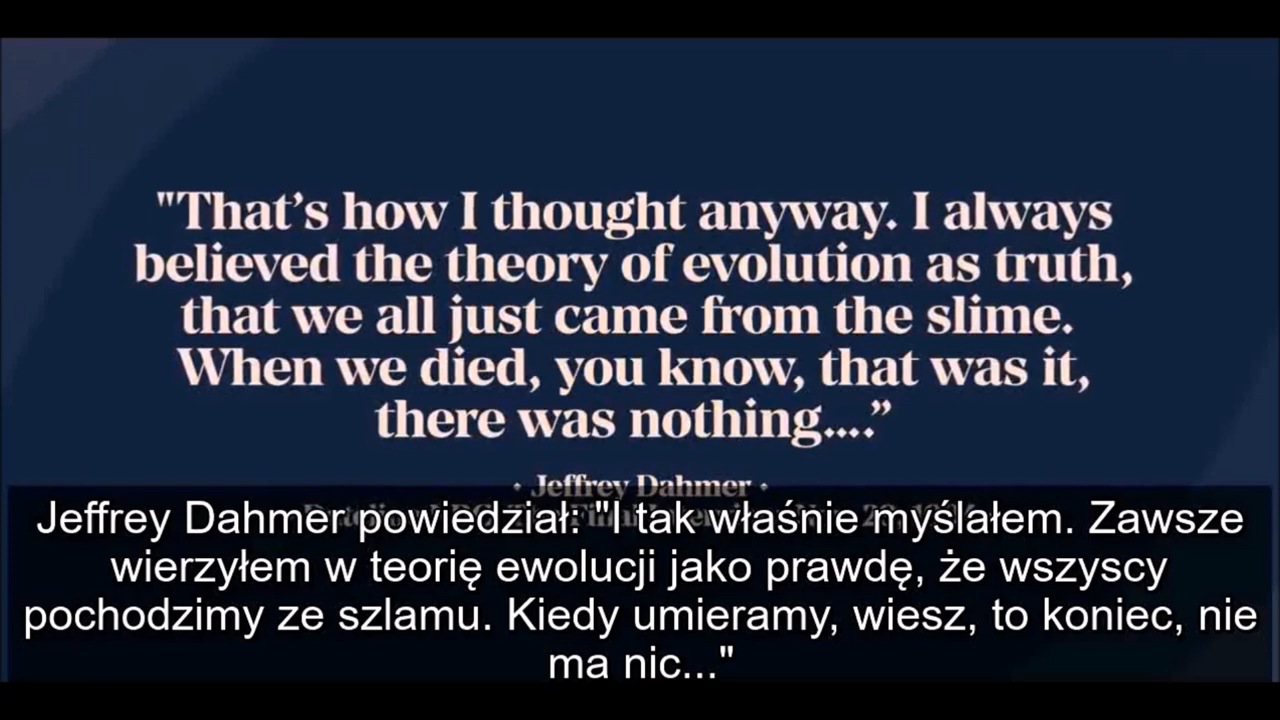 "That’s how I thought anyway. I always
believed the theory of evolution as truth,
that we all just came from the slime.
When we died, you know, that was it,
there was nothing....”
• Jeffrey Dahmer •
Jeffrey Dahmer powiedział: "I tak właśnie myślałem. Zawsze
wierzyłem w teorię ewolucji jako prawdę, że wszyscy
pochodzimy ze szlamu. Kiedy umieramy, wiesz, to koniec, nie
ma nic..."